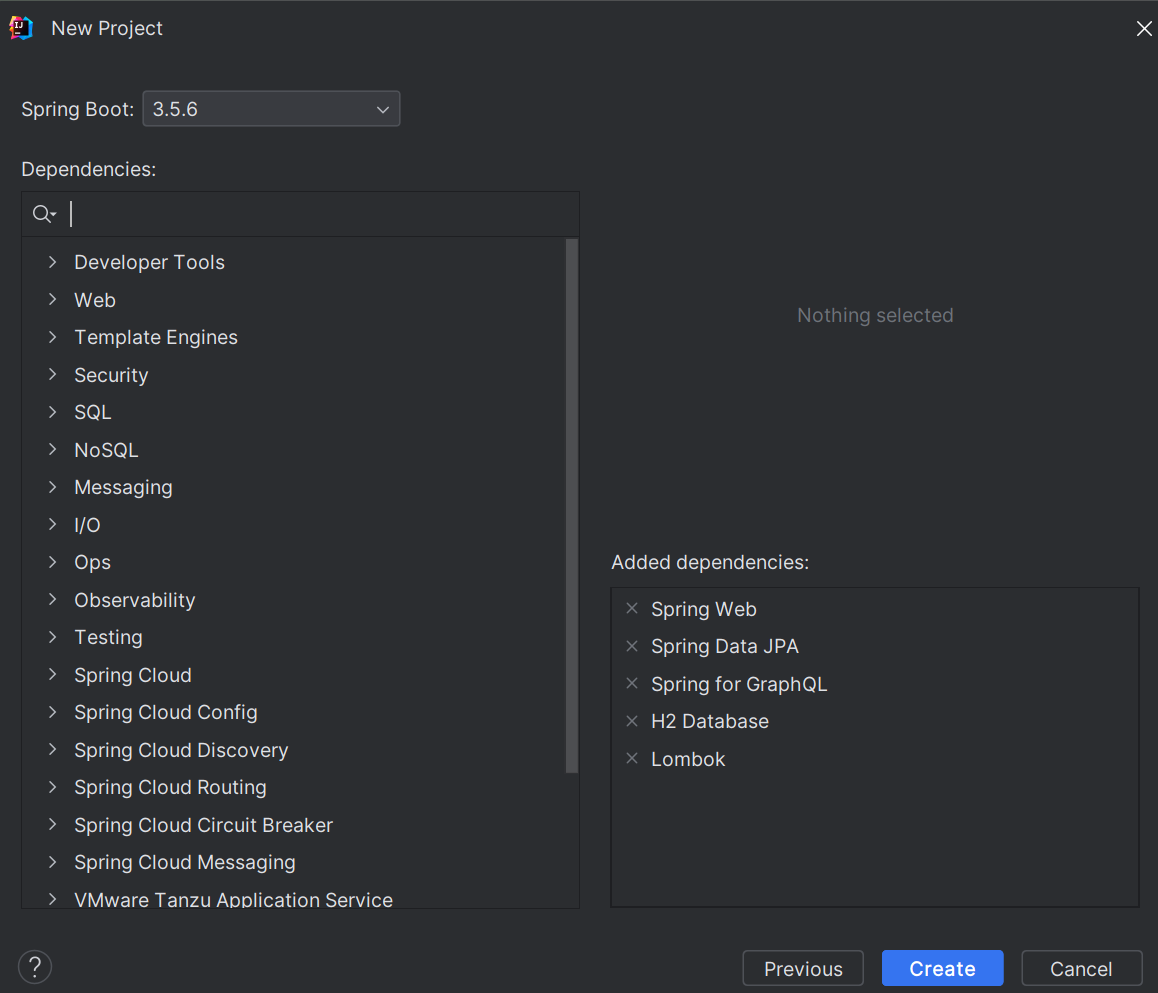 New Project
Spring Boot: 3.5.6
Dependencies:
Developer Tools
Web
Template Engines
Security
SQL
NoSQL
Messaging
I/O
Ops
Observability
Testing
Spring Cloud
Spring Cloud Config
Spring Cloud Discovery
Spring Cloud Routing
Spring Cloud Circuit Breaker
Spring Cloud Messaging
VMware Tanzu Application Service
Nothing selected
Added dependencies:
Spring Web
Spring Data JPA
Spring for GraphQL
H2 Database
Lombok
? Previous Create Cancel